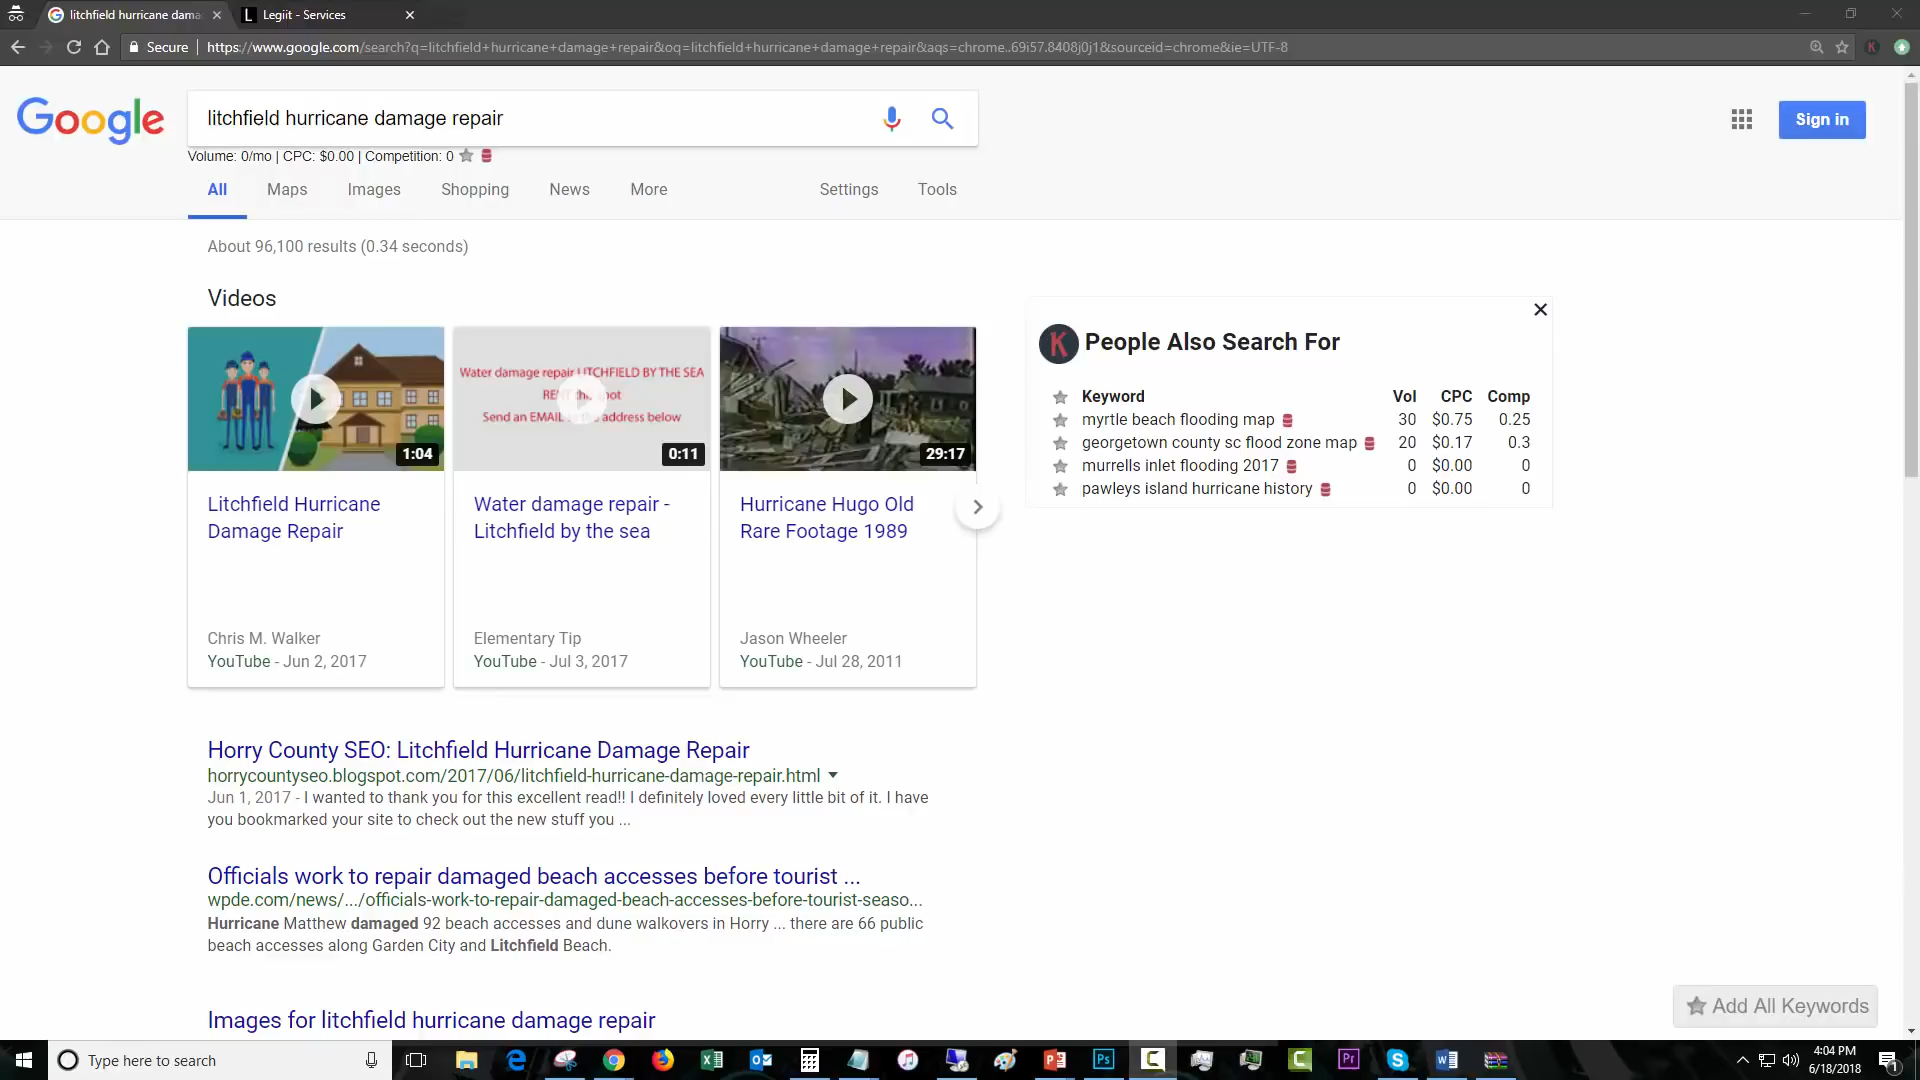 litchfield hurricane dama
Legiit - Services
Secure
https://www.google.com/search?q=litchfield+hurricane+damage+repair&oq=litchfield+hurricane+damage+repair&aqs=chrome..69i57.8408j0j1&sourceid=chrome&ie=UTF-8
Google
litchfield hurricane damage repair
Sign in
Volume: 0/mo | CPC: $0.00 | Competition: 0
All Maps Images Shopping News More Settings Tools
About 96,100 results (0.34 seconds)
Videos
1:04
Litchfield Hurricane
Damage Repair
Chris M. Walker
YouTube - Jun 2, 2017
Water damage repair LITCHFIELD BY THE SEA
Send an EMAIL address below
0:11
Water damage repair -
Litchfield by the sea
Elementary Tip
YouTube - Jul 3, 2017
29:17
Hurricane Hugo Old
Rare Footage 1989
Jason Wheeler
YouTube - Jul 28, 2011
K People Also Search For
Keyword Vol CPC Comp
myrtle beach flooding map 30 $0.75 0.25
georgetown county sc flood zone map 20 $0.17 0.3
murrells inlet flooding 2017 0 $0.00 0
pawleys island hurricane history 0 $0.00 0
Horry County SEO: Litchfield Hurricane Damage Repair
horrycountyseo.blogspot.com/2017/06/litchfield-hurricane-damage-repair.html
Jun 1, 2017 - I wanted to thank you for this excellent read!! I definitely loved every little bit of it. I have
you bookmarked your site to check out the new stuff you ...
Officials work to repair damaged beach accesses before tourist ...
wpde.com/news/.../officials-work-to-repair-damaged-beach-accesses-before-tourist-seaso...
Hurricane Matthew damaged 92 beach accesses and dune walkovers in Horry ... there are 66 public
beach accesses along Garden City and Litchfield Beach.
Images for litchfield hurricane damage repair
Add All Keywords
Type here to search
4:04 PM
6/18/2018
1